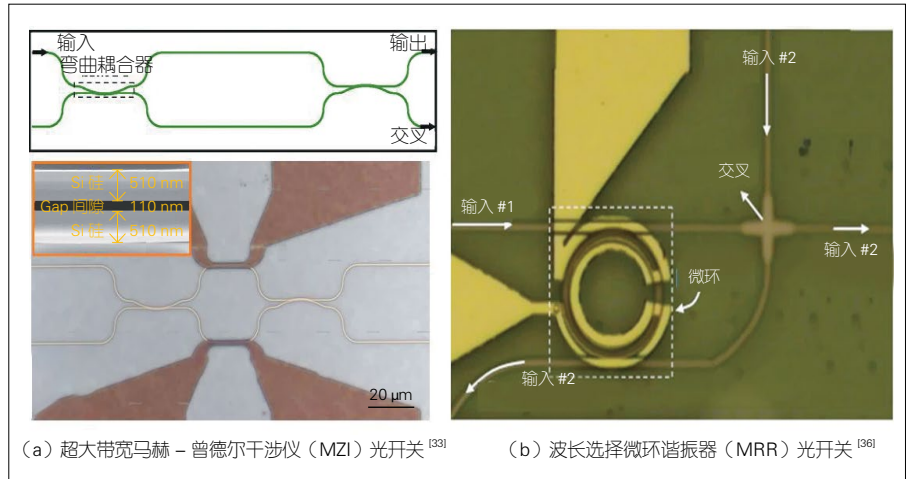 输入
输出
弯曲耦合器
交叉
Si 硅 510 nm
Gap 间隙 110 nm
Si 硅 510 nm
20 μm
（a）超大带宽马赫 – 曾德尔干涉仪（MZI）光开关 [33]
输入 #2
交叉
输入 #1
输入 #2
微环
输入 #2
（b）波长选择微环谐振器（MRR）光开关 [36]